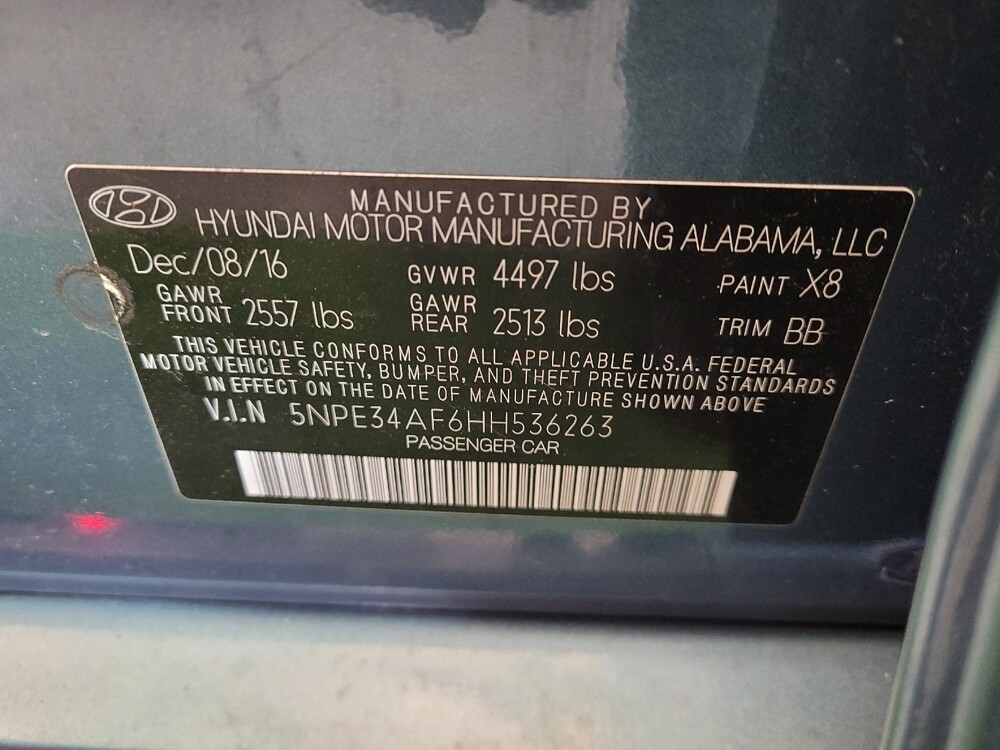 MANUFACTURED BY
HYUNDAI MOTOR MANUFACTURING ALABAMA, LLC
Dec/08/16 GVWR 4497 lbs PAINT X8
GAWR FRONT 2557 lbs GAWR REAR 2513 lbs TRIM BB
THIS VEHICLE CONFORMS TO ALL APPLICABLE U.S.A. FEDERAL
MOTOR VEHICLE SAFETY, BUMPER, AND THEFT PREVENTION STANDARDS
IN EFFECT ON THE DATE OF MANUFACTURE SHOWN ABOVE
V.I.N 5NPE34AF6HH536263
PASSENGER CAR